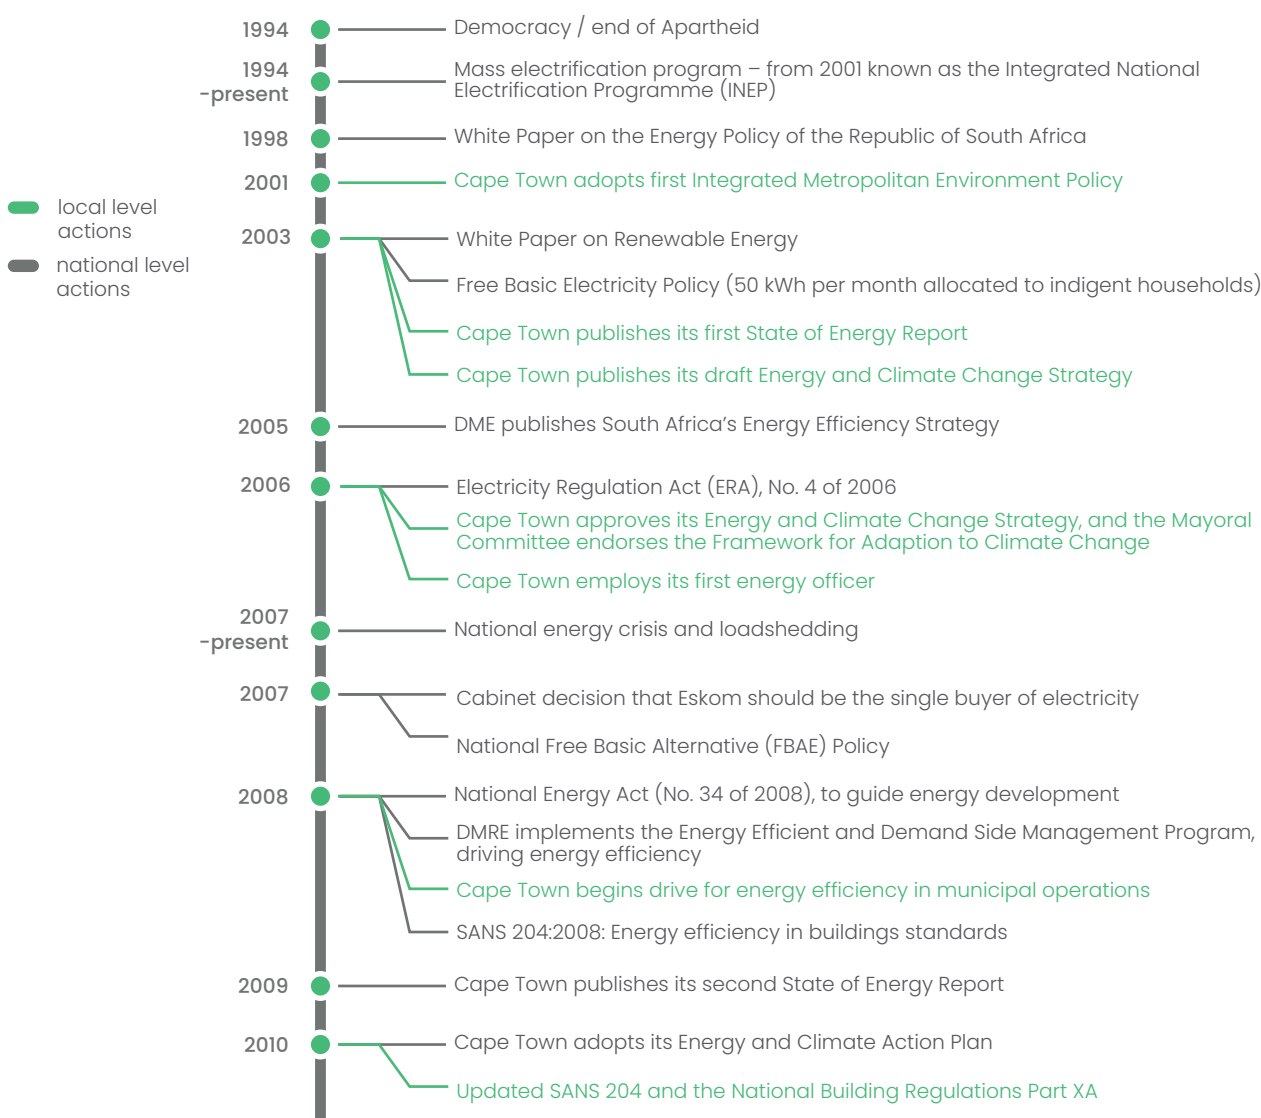 1994
Democracy / end of Apartheid
1994
-present
Mass electrification program – from 2001 known as the Integrated National
Electrification Programme (INEP)
1998
White Paper on the Energy Policy of the Republic of South Africa
2001
Cape Town adopts first Integrated Metropolitan Environment Policy
local level
actions
national level
actions
2003
White Paper on Renewable Energy
Free Basic Electricity Policy (50 kWh per month allocated to indigent households)
Cape Town publishes its first State of Energy Report
Cape Town publishes its draft Energy and Climate Change Strategy
2005
DME publishes South Africa's Energy Efficiency Strategy
2006
Electricity Regulation Act (ERA), No. 4 of 2006
Cape Town approves its Energy and Climate Change Strategy, and the Mayoral
Committee endorses the Framework for Adaption to Climate Change
Cape Town employs its first energy officer
2007
-present
National energy crisis and loadshedding
2007
Cabinet decision that Eskom should be the single buyer of electricity
National Free Basic Alternative (FBAE) Policy
2008
National Energy Act (No. 34 of 2008), to guide energy development
DMRE implements the Energy Efficient and Demand Side Management Program,
driving energy efficiency
Cape Town begins drive for energy efficiency in municipal operations
SANS 204:2008: Energy efficiency in buildings standards
2009
Cape Town publishes its second State of Energy Report
2010
Cape Town adopts its Energy and Climate Action Plan
Updated SANS 204 and the National Building Regulations Part XA